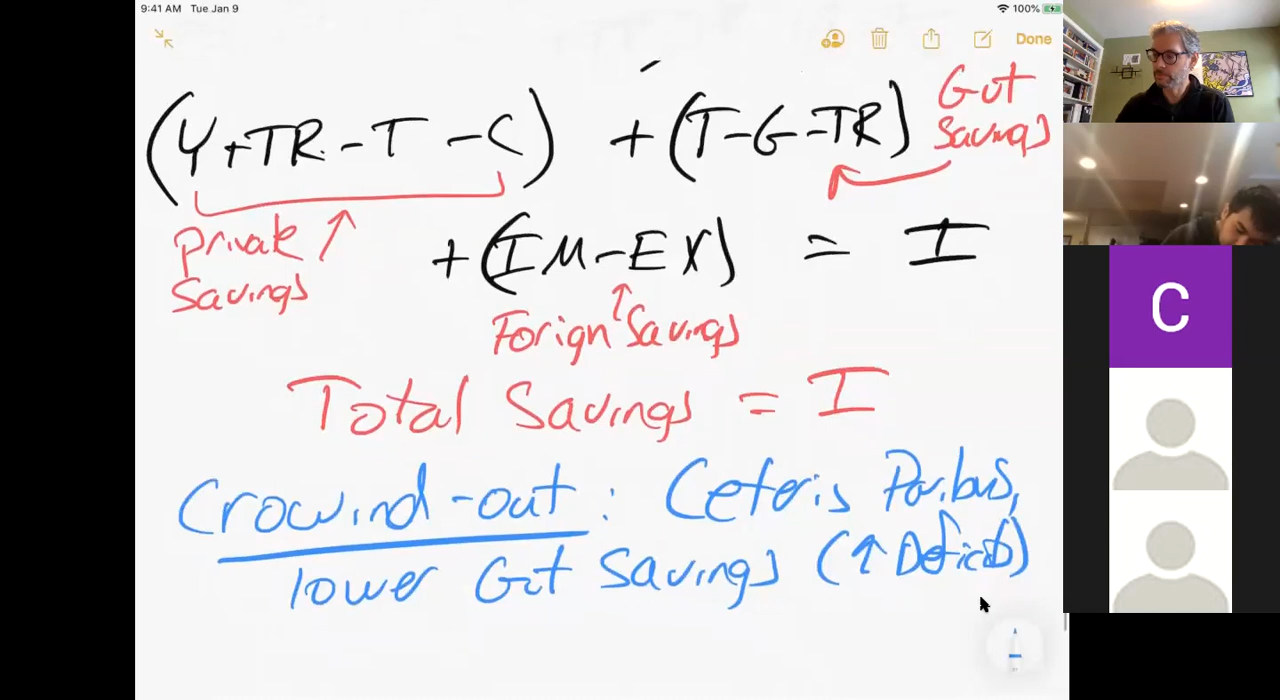 9:41 AM Tue Jan 9
100%
Done
(Y+TR-T-C) + (T-G-TR)
Gvt
Savings
Private
Savings
+(IM-EX) = I
Forign Savings
Total Savings = I
Crowind-out: Ceteris Paribus,
lower Gvt Savings (↑ Deficit)
C